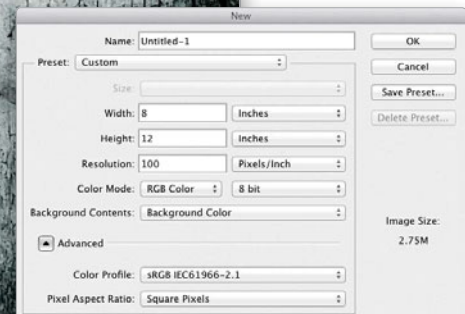 New
Name: Untitled-1
OK
Preset: Custom
Cancel
Size:
Save Preset...
Width: 8 Inches
Delete Preset...
Height: 12 Inches
Resolution: 100 Pixels/Inch
Color Mode: RGB Color 8 bit
Background Contents: Background Color
Image Size:
2.75M
Advanced
Color Profile: sRGB IEC61966-2.1
Pixel Aspect Ratio: Square Pixels